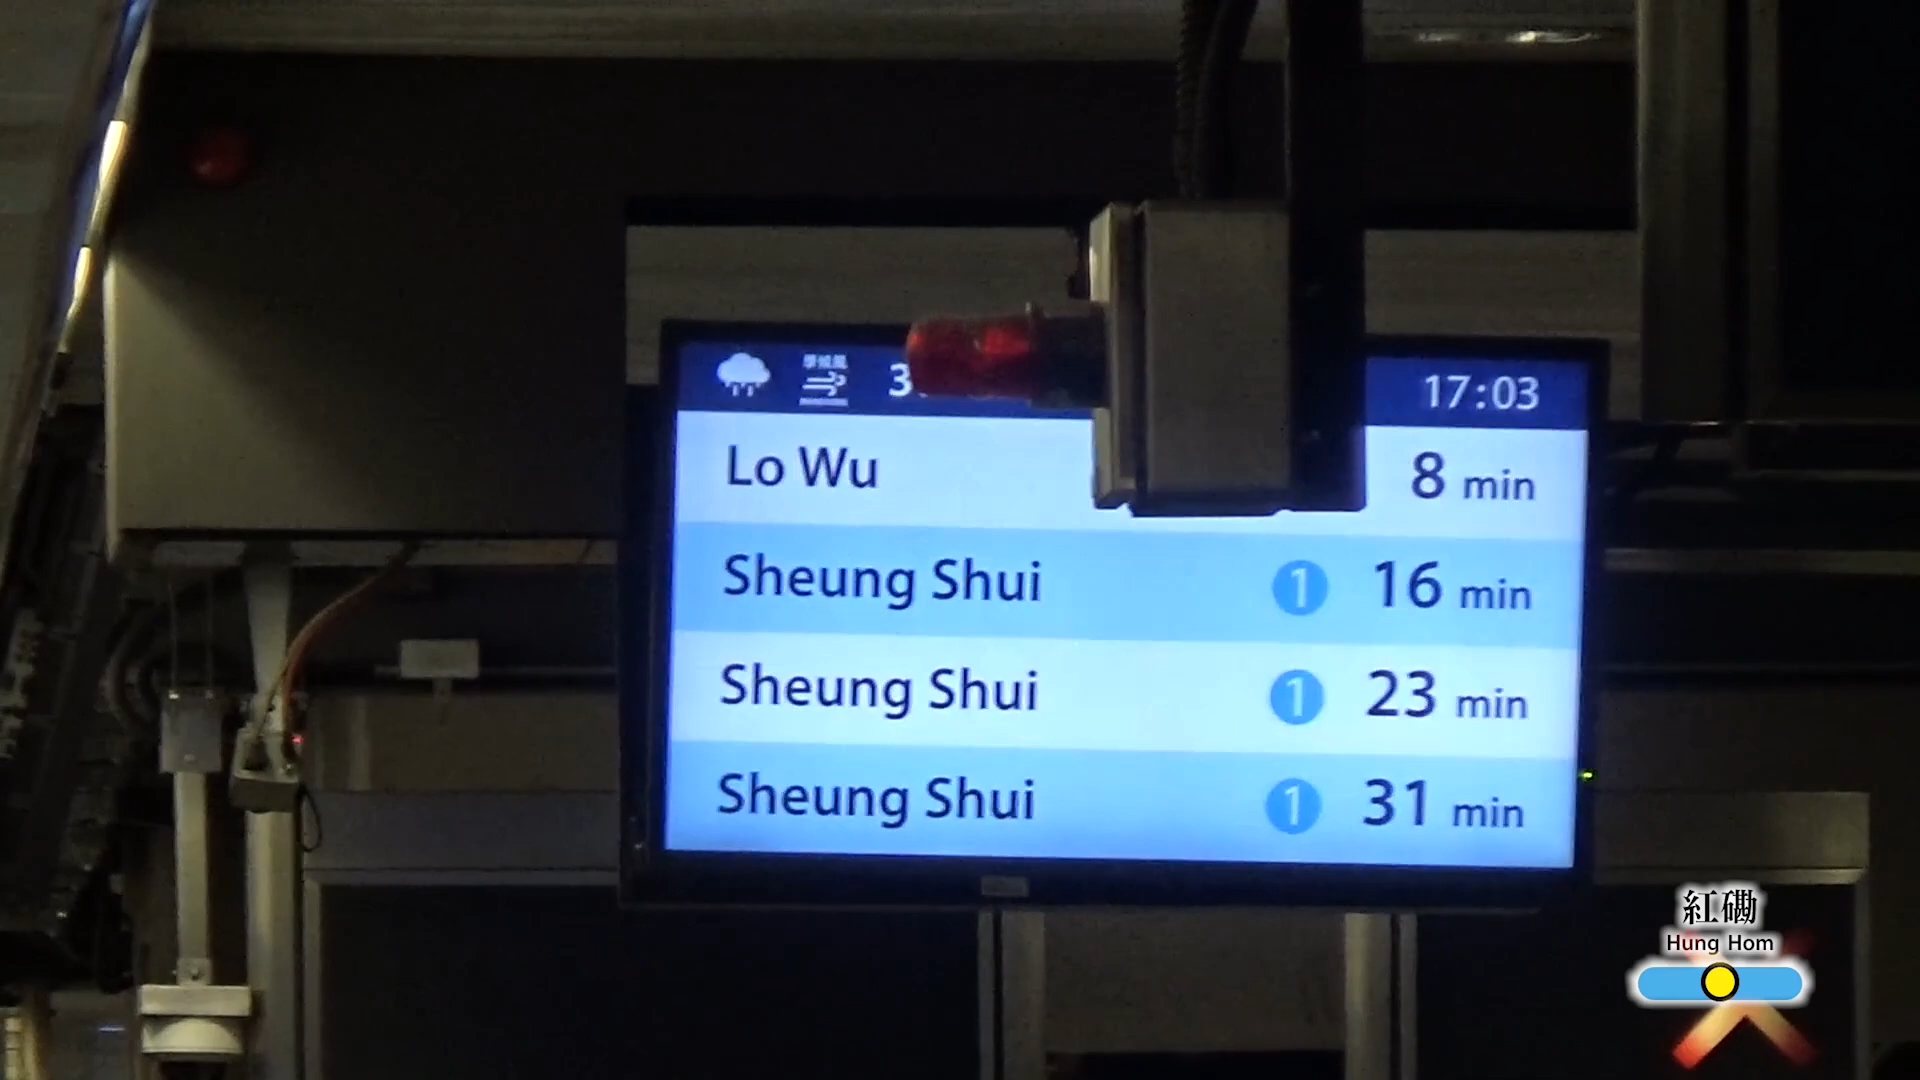 17:03
Lo Wu 8 min
Sheung Shui 1 16 min
Sheung Shui 1 23 min
Sheung Shui 1 31 min
紅磡
Hung Hom